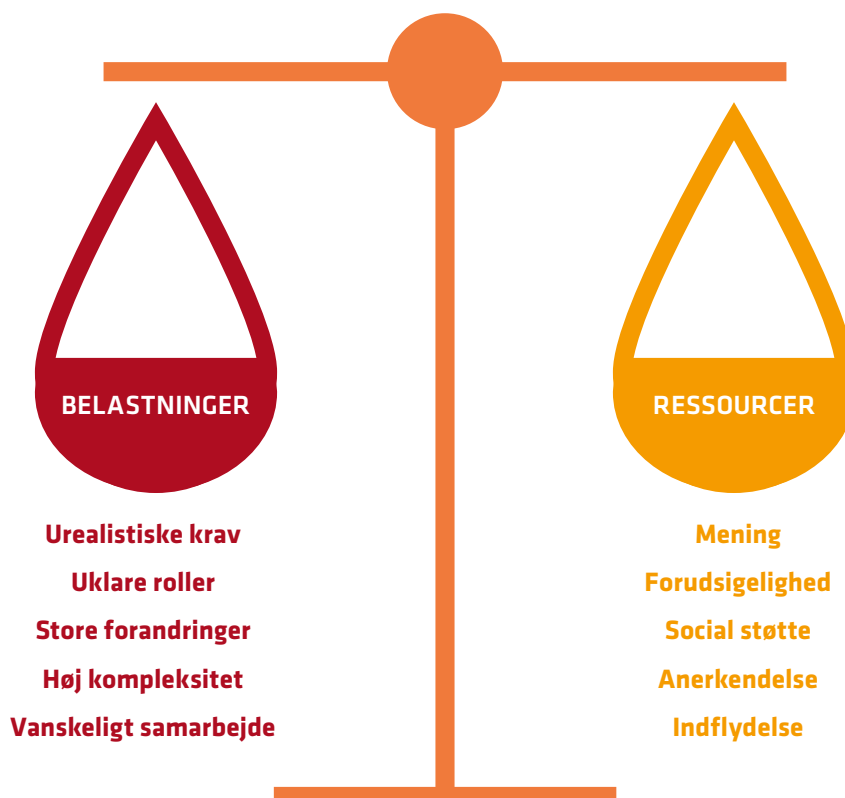 BELASTNINGER
Urealistiske krav
Uklare roller
Store forandringer
Høj kompleksitet
Vanskeligt samarbejde
RESSOURCER
Mening
Forudsigelighed
Social støtte
Anerkendelse
Indflydelse